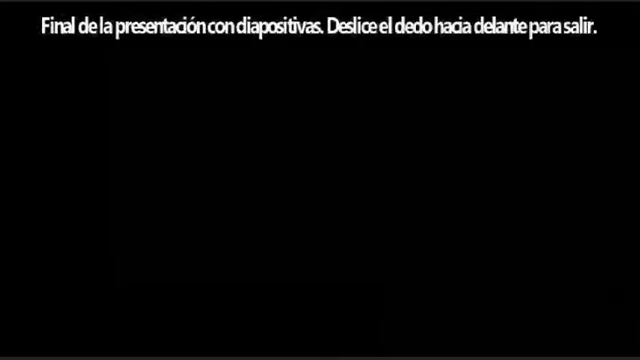 Final de la presentación con diapositivas. Deslice el dedo hacia delante para salir.